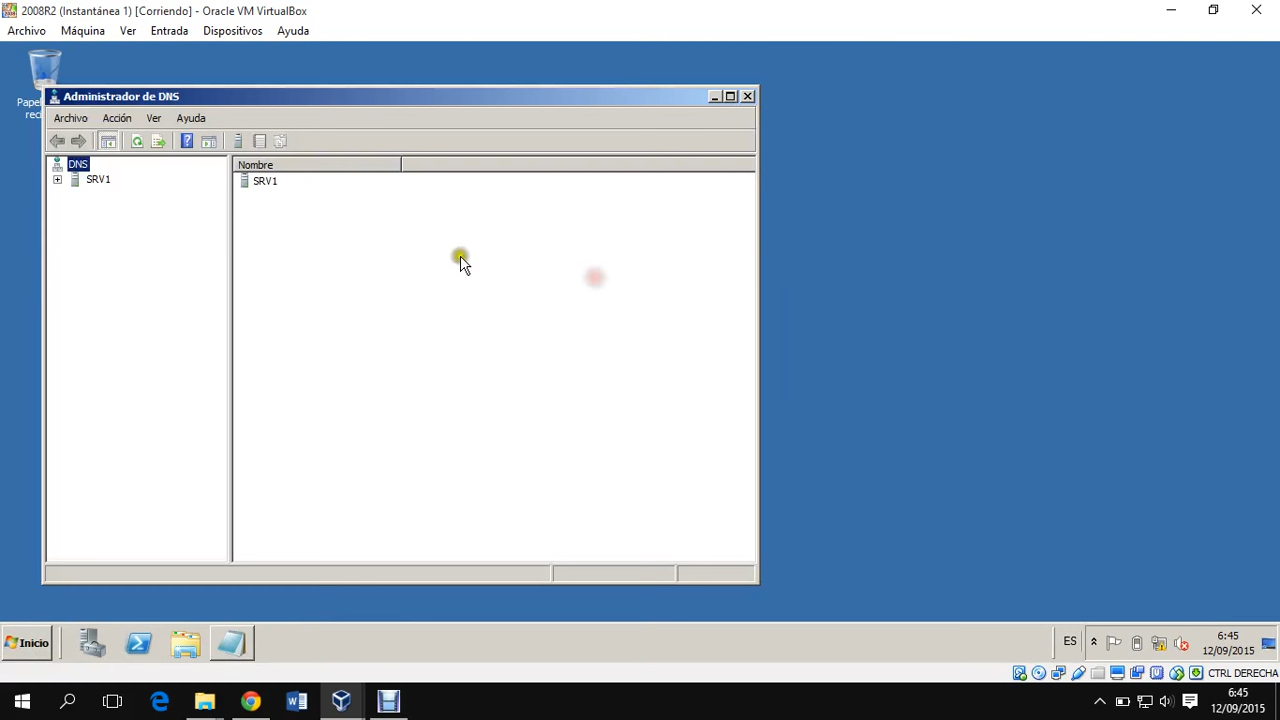 2008R2 (Instantánea 1) [Corriendo] - Oracle VM VirtualBox
Archivo Máquina Ver Entrada Dispositivos Ayuda
Administrador de DNS
Archivo Acción Ver Ayuda
DNS
SRV1
Nombre
SRV1
Inicio
ES
6:45
12/09/2015
CTRL DERECHA
6:45
12/09/2015